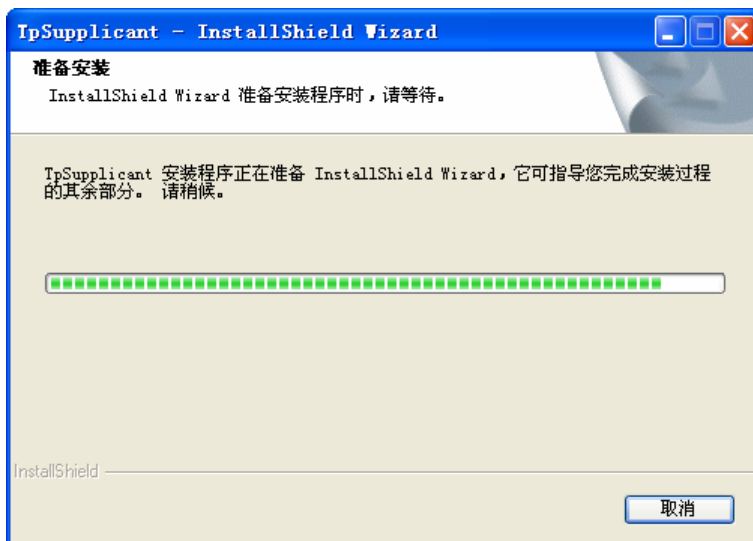 TpSupplicant - InstallShield Wizard
准备安装
InstallShield Wizard 准备安装程序时，请等待。
TpSupplicant 安装程序正在准备 InstallShield Wizard，它可指导您完成安装过程
的其余部分。 请稍候。
InstallShield
取消